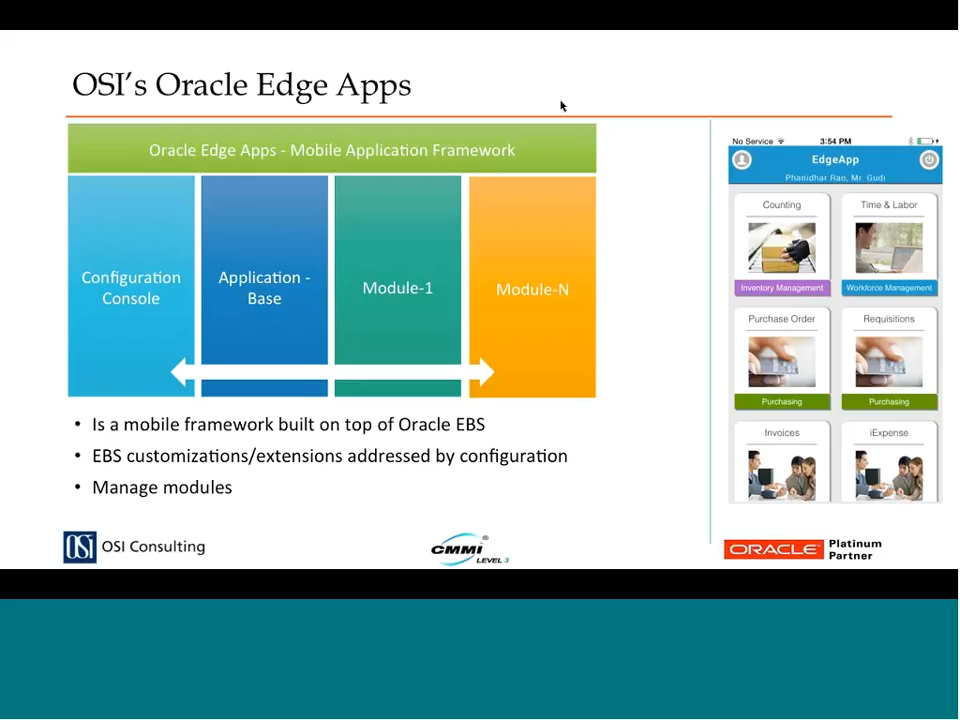 OSI's Oracle Edge Apps
Oracle Edge Apps - Mobile Application Framework
Configuration
Console
Application -
Base
Module-1
Module-N
• Is a mobile framework built on top of Oracle EBS
• EBS customizations/extensions addressed by configuration
• Manage modules
No Service 3:54 PM
EdgeApp
Phanidhar Rao, Mr. Gudi
Counting
Time & Labor
Inventory Management
Workforce Management
Purchase Order
Requisitions
Purchasing
Purchasing
Invoices
iExpense
OSI OSI Consulting
CMMI®
LEVEL 3
ORACLE® Platinum
Partner